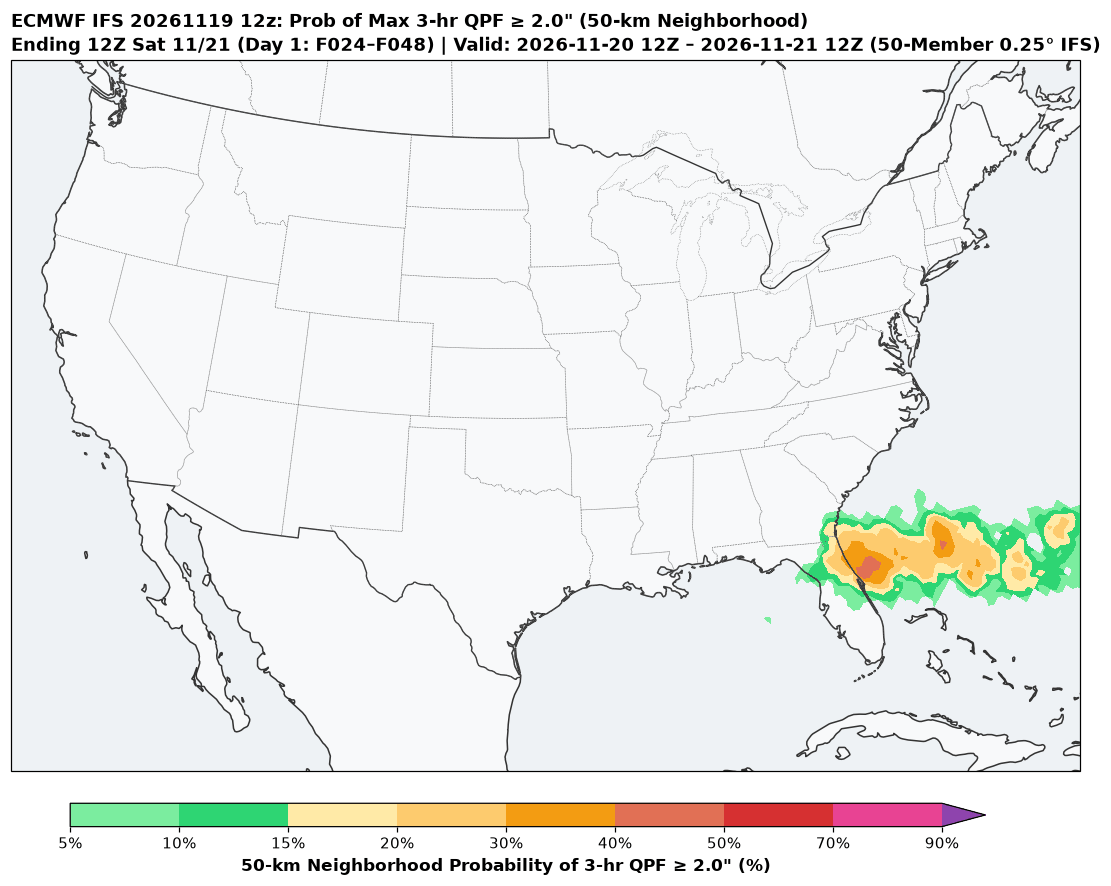 ECMWF IFS 20261119 12z: Prob of Max 3-hr QPF ≥ 2.0" (50-km Neighborhood)
Ending 12Z Sat 11/21 (Day 1: F024–F048) | Valid: 2026-11-20 12Z – 2026-11-21 12Z (50-Member 0.25° IFS)
5% 10% 15% 20% 30% 40% 50% 70% 90%
50-km Neighborhood Probability of 3-hr QPF ≥ 2.0" (%)